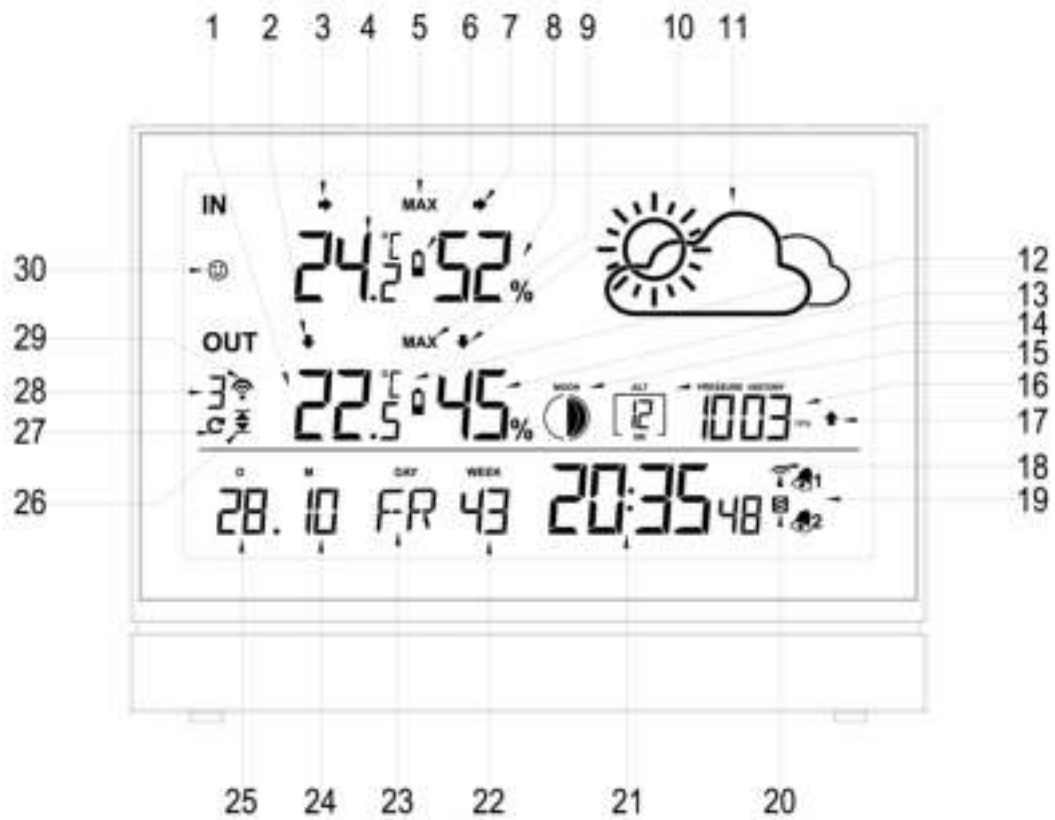 1 2 3 4 5 6 7 8 9 10 11
IN MAX
24.2 °C 52 %
30
12
13
OUT MAX
14
29
15
28 3 22.5 °C 45 % MOON ALT PRESSURE HISTORY
12 1003
16
27
17
26
D M DAY WEEK
28. 10 FR 43 20:35 48
1
2
18
19
25 24 23 22 21 20